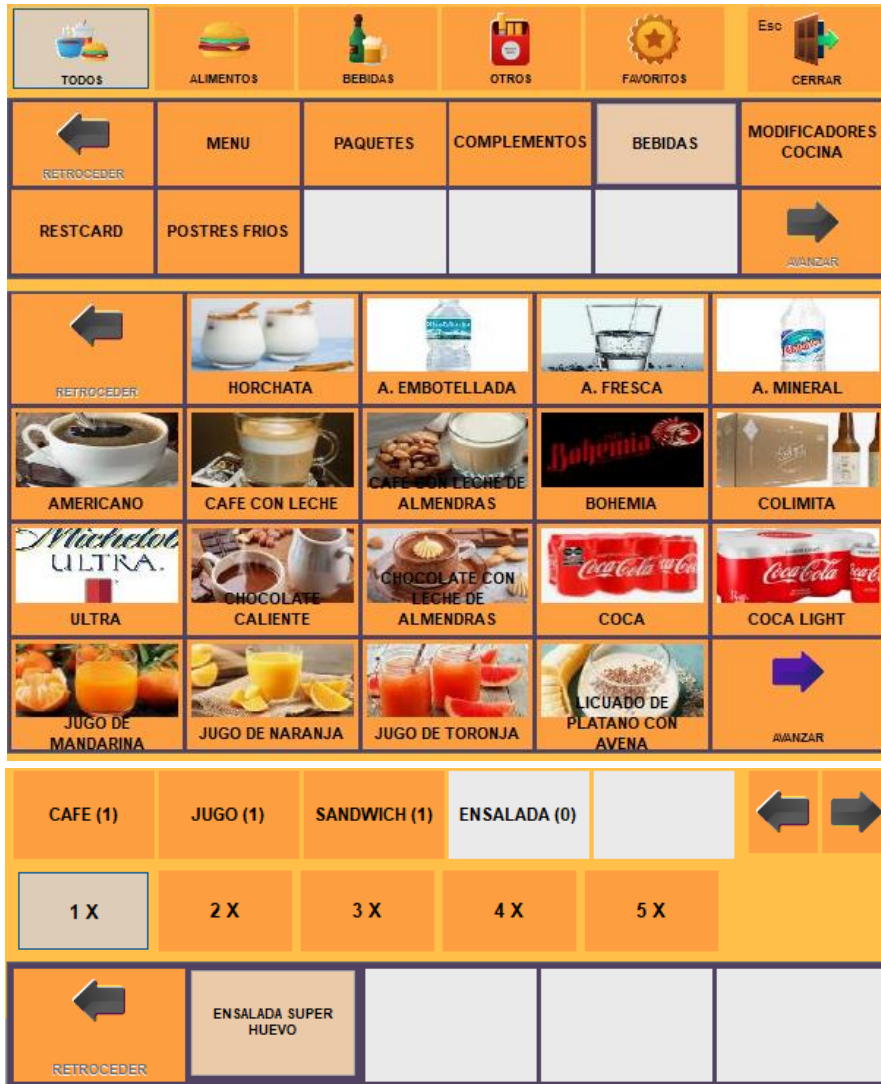 TODOS
ALIMENTOS
BEBIDAS
OTROS
FAVORITOS
Esc
CERRAR
RETROCEDER
MENU
PAQUETES
COMPLEMENTOS
BEBIDAS
MODIFICADORES
COCINA
RESTCARD
POSTRES FRIOS
AVANZAR
RETROCEDER
HORCHATA
A. EMBOTELLADA
A. FRESCA
A. MINERAL
AMERICANO
CAFE CON LECHE
CAFE CON LECHE DE
ALMENDRAS
Bohemia
BOHEMIA
COLIMITA
Michelob
ULTRA.
ULTRA
CHOCOLATE
CALIENTE
CHOCOLATE CON
LECHE DE
ALMENDRAS
Coca-Cola
COCA
Coca-Cola
COCA LIGHT
JUGO DE
MANDARINA
JUGO DE NARANJA
JUGO DE TORONJA
LICUADO DE
PLATANO CON
AVENA
AVANZAR
CAFE (1)
JUGO (1)
SANDWICH (1)
ENSALADA (0)
1 X
2 X
3 X
4 X
5 X
RETROCEDER
ENSALADA SUPER
HUEVO